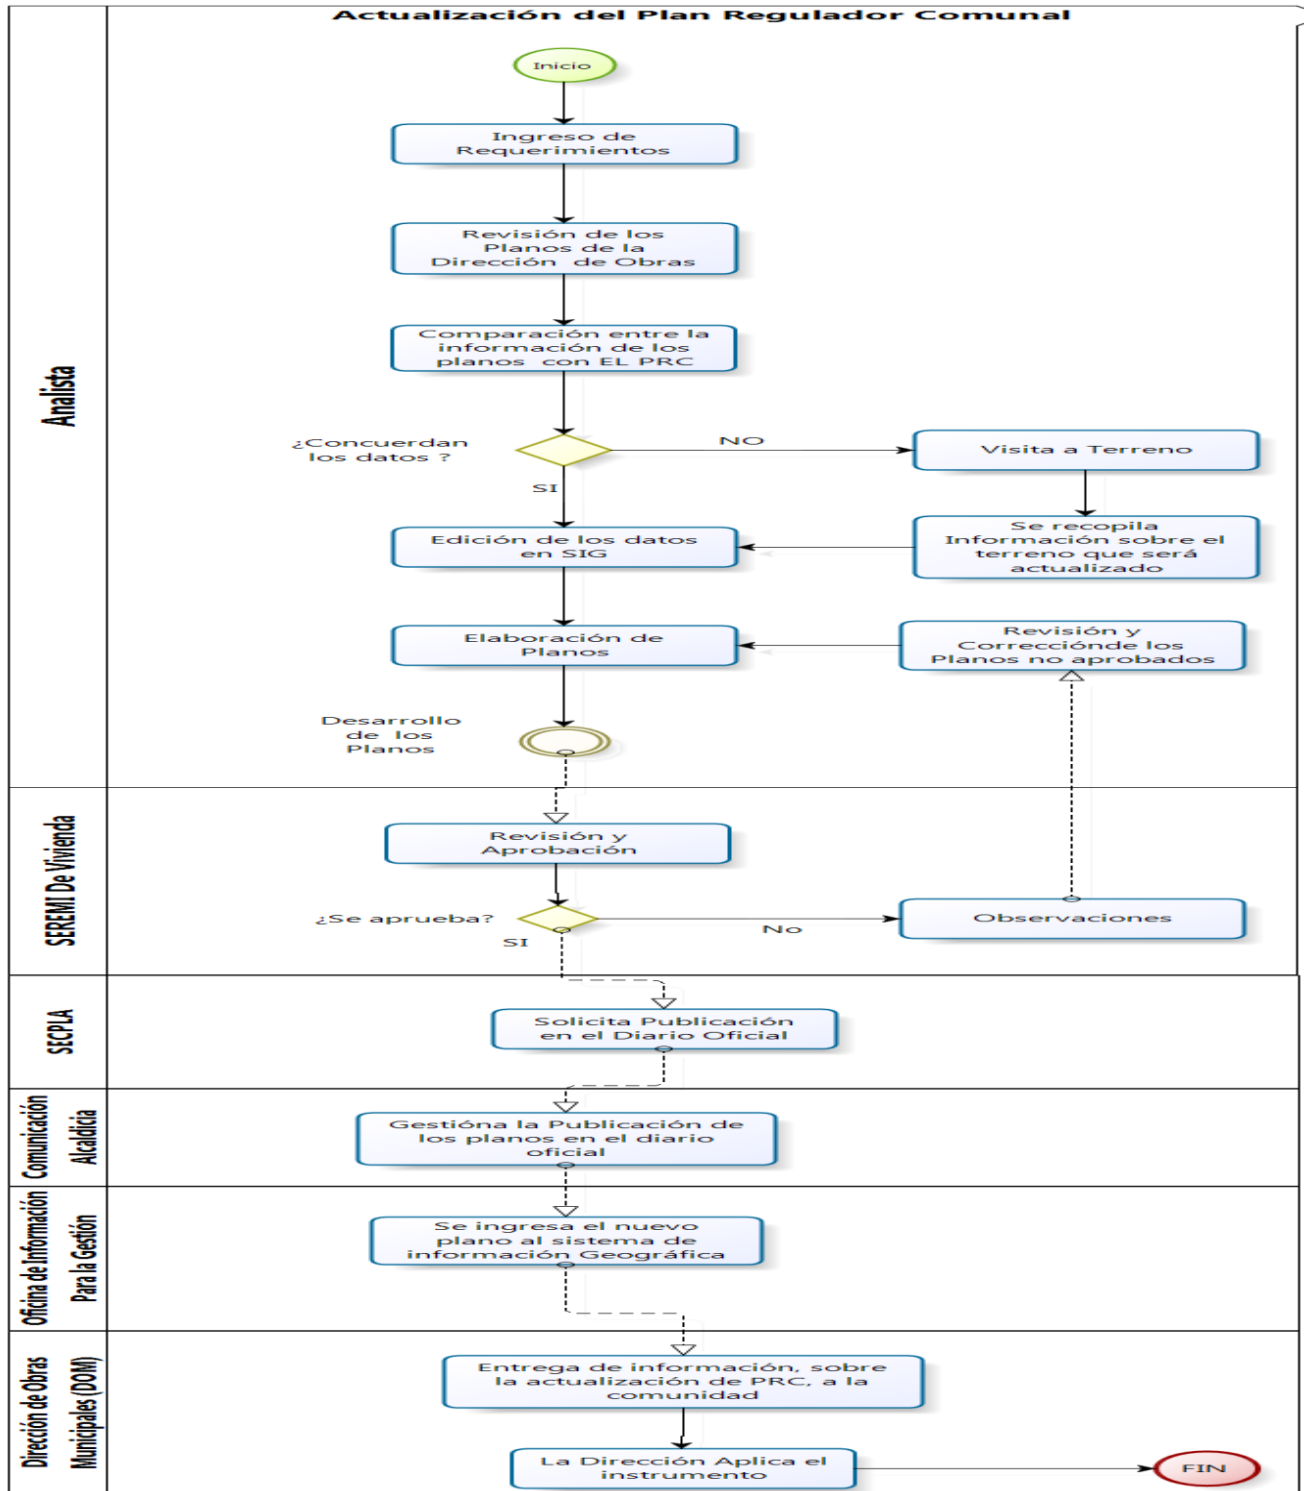 Actualización del Plan Regulador Comunal
Analista
Inicio
Ingreso de
Requerimientos
Revisión de los
Planos de la
Dirección de Obras
Comparación entre la
información de los
planos con EL PRC
¿Concuerdan
los datos ?
NO
Visita a Terreno
SI
Edición de los datos
en SIG
Se recopila
Información sobre el
terreno que será
actualizado
Elaboración de
Planos
Revisión y
Correcciónde los
Planos no aprobados
Desarrollo
de los
Planos
SEREMI De Vivienda
Revisión y
Aprobación
¿Se aprueba?
No
Observaciones
SI
SECPLA
Solicita Publicación
en el Diario Oficial
Comunicación
Alcaldicia
Gestióna la Publicación de
los planos en el diario
oficial
Oficina de Información
Para la Gestión
Se ingresa el nuevo
plano al sistema de
información Geográfica
Dirección de Obras
Municipales (DOM)
Entrega de información, sobre
la actualización de PRC, a la
comunidad
La Dirección Aplica el
instrumento
FIN